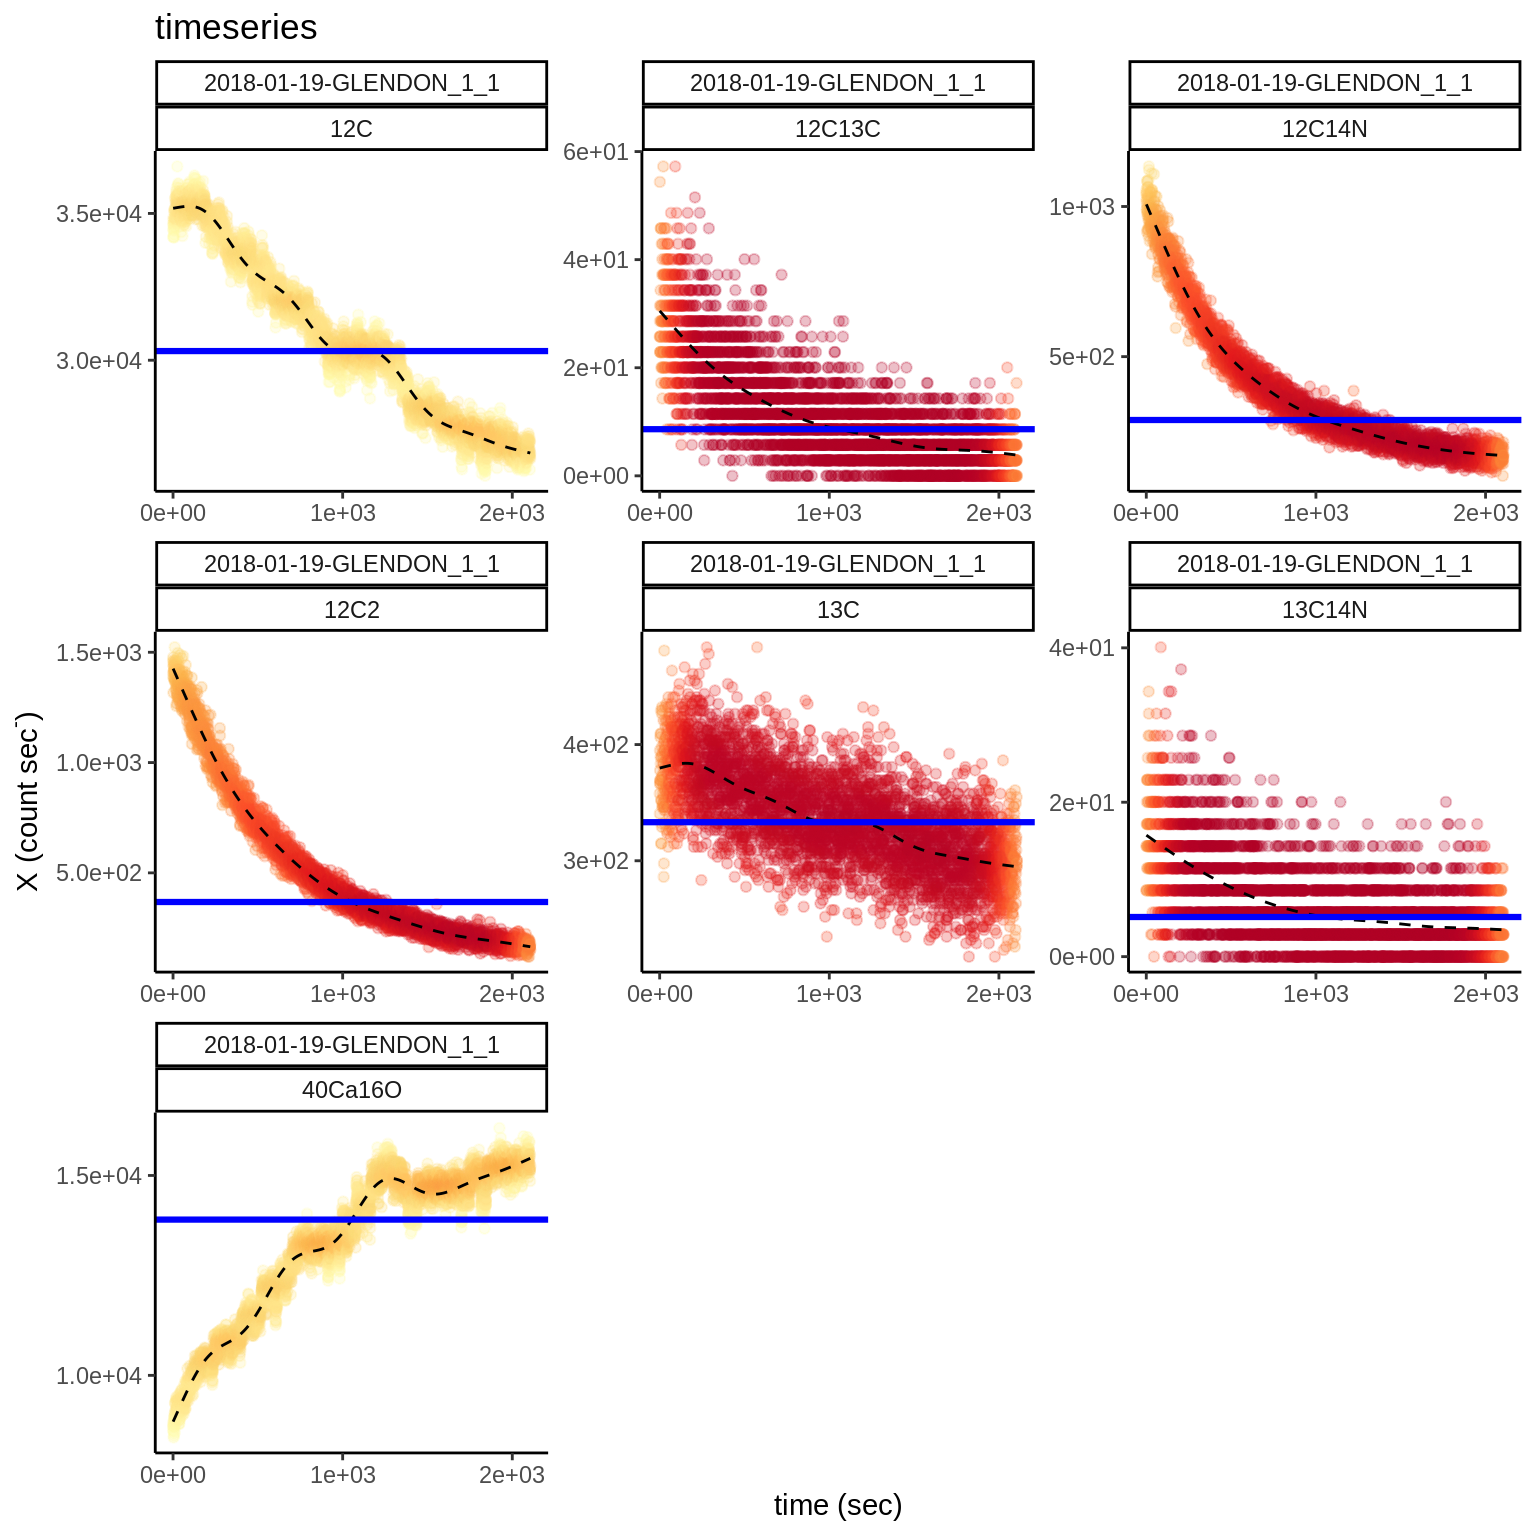 timeseries
2018-01-19-GLENDON_1_1
2018-01-19-GLENDON_1_1
2018-01-19-GLENDON_1_1
12C
12C13C
12C14N
3.5e+04
3.0e+04
6e+01
4e+01
2e+01
0e+00
1e+03
5e+02
0e+00 1e+03 2e+03
0e+00 1e+03 2e+03
0e+00 1e+03 2e+03
2018-01-19-GLENDON_1_1
2018-01-19-GLENDON_1_1
2018-01-19-GLENDON_1_1
12C2
13C
13C14N
1.5e+03
1.0e+03
5.0e+02
4e+02
3e+02
4e+01
2e+01
0e+00
0e+00 1e+03 2e+03
0e+00 1e+03 2e+03
0e+00 1e+03 2e+03
2018-01-19-GLENDON_1_1
40Ca16O
1.5e+04
1.0e+04
0e+00 1e+03 2e+03
X (count sec⁻)
time (sec)